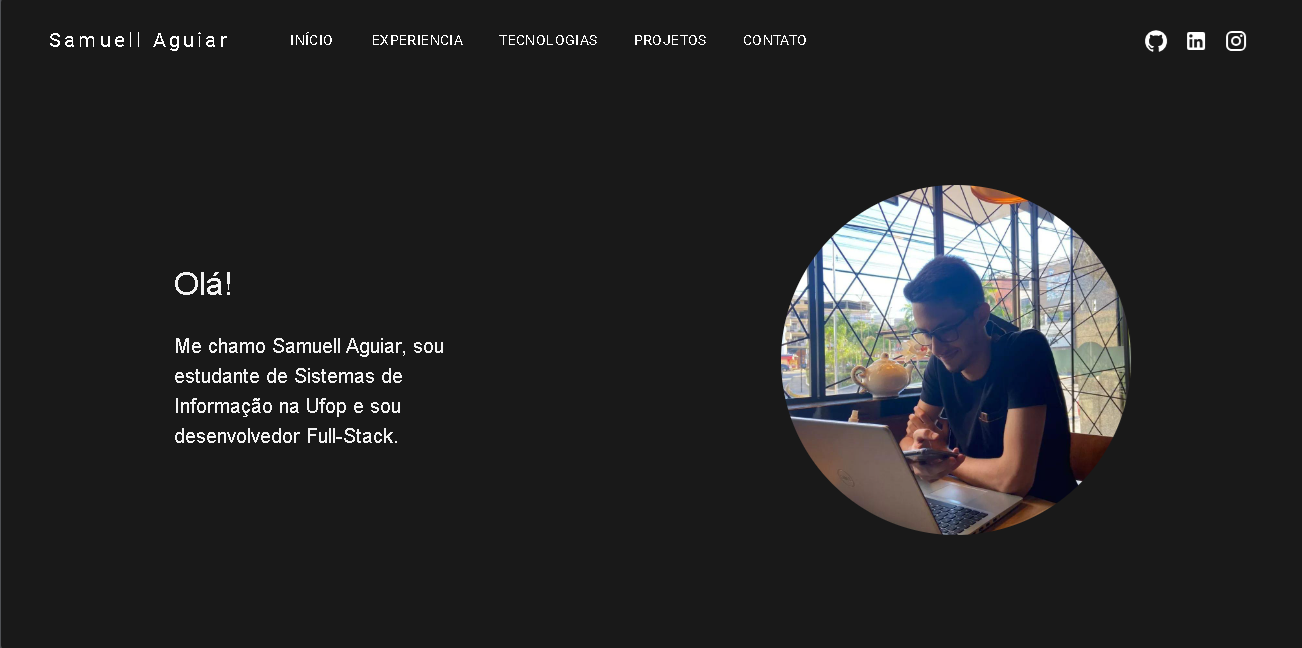 Samuell Aguiar
INÍCIO
EXPERIENCIA
TECNOLOGIAS
PROJETOS
CONTATO
Olá!
Me chamo Samuell Aguiar, sou
estudante de Sistemas de
Informação na Ufop e sou
desenvolvedor Full-Stack.